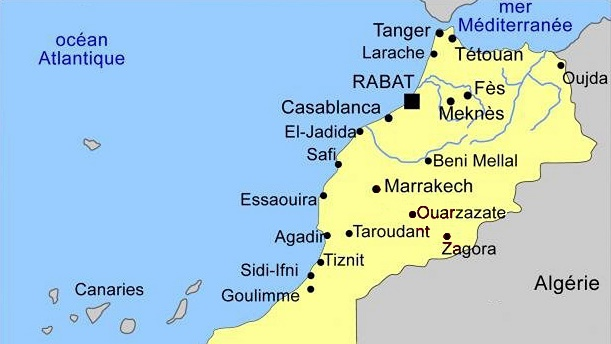 mer
Méditerranée
océan
Atlantique
Tanger
Larache
Tétouan
RABAT
Oujda
Fès
Meknès
Casablanca
El-Jadida
Safi
Beni Mellal
Marrakech
Essaouira
Ouarzazate
Agadir
Taroudant
Zagora
Tiznit
Sidi-Ifni
Goulimme
Canaries
Algérie